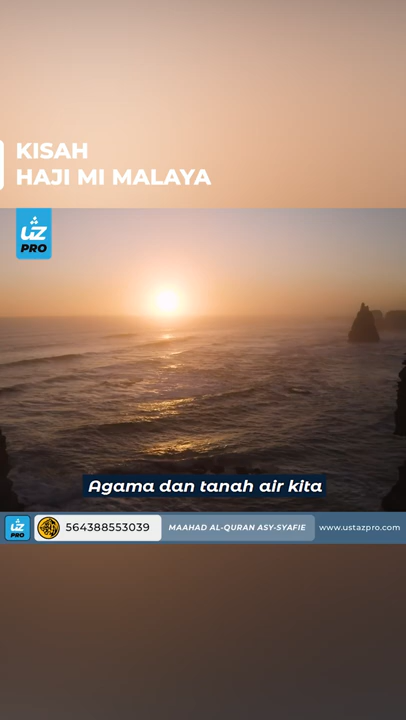 KISAH
HAJI MI MALAYA
UZ
PRO
Agama dan tanah air kita
UZ
PRO
564388553039
MAAHAD AL-QURAN ASY-SYAFIE
www.ustazpro.com